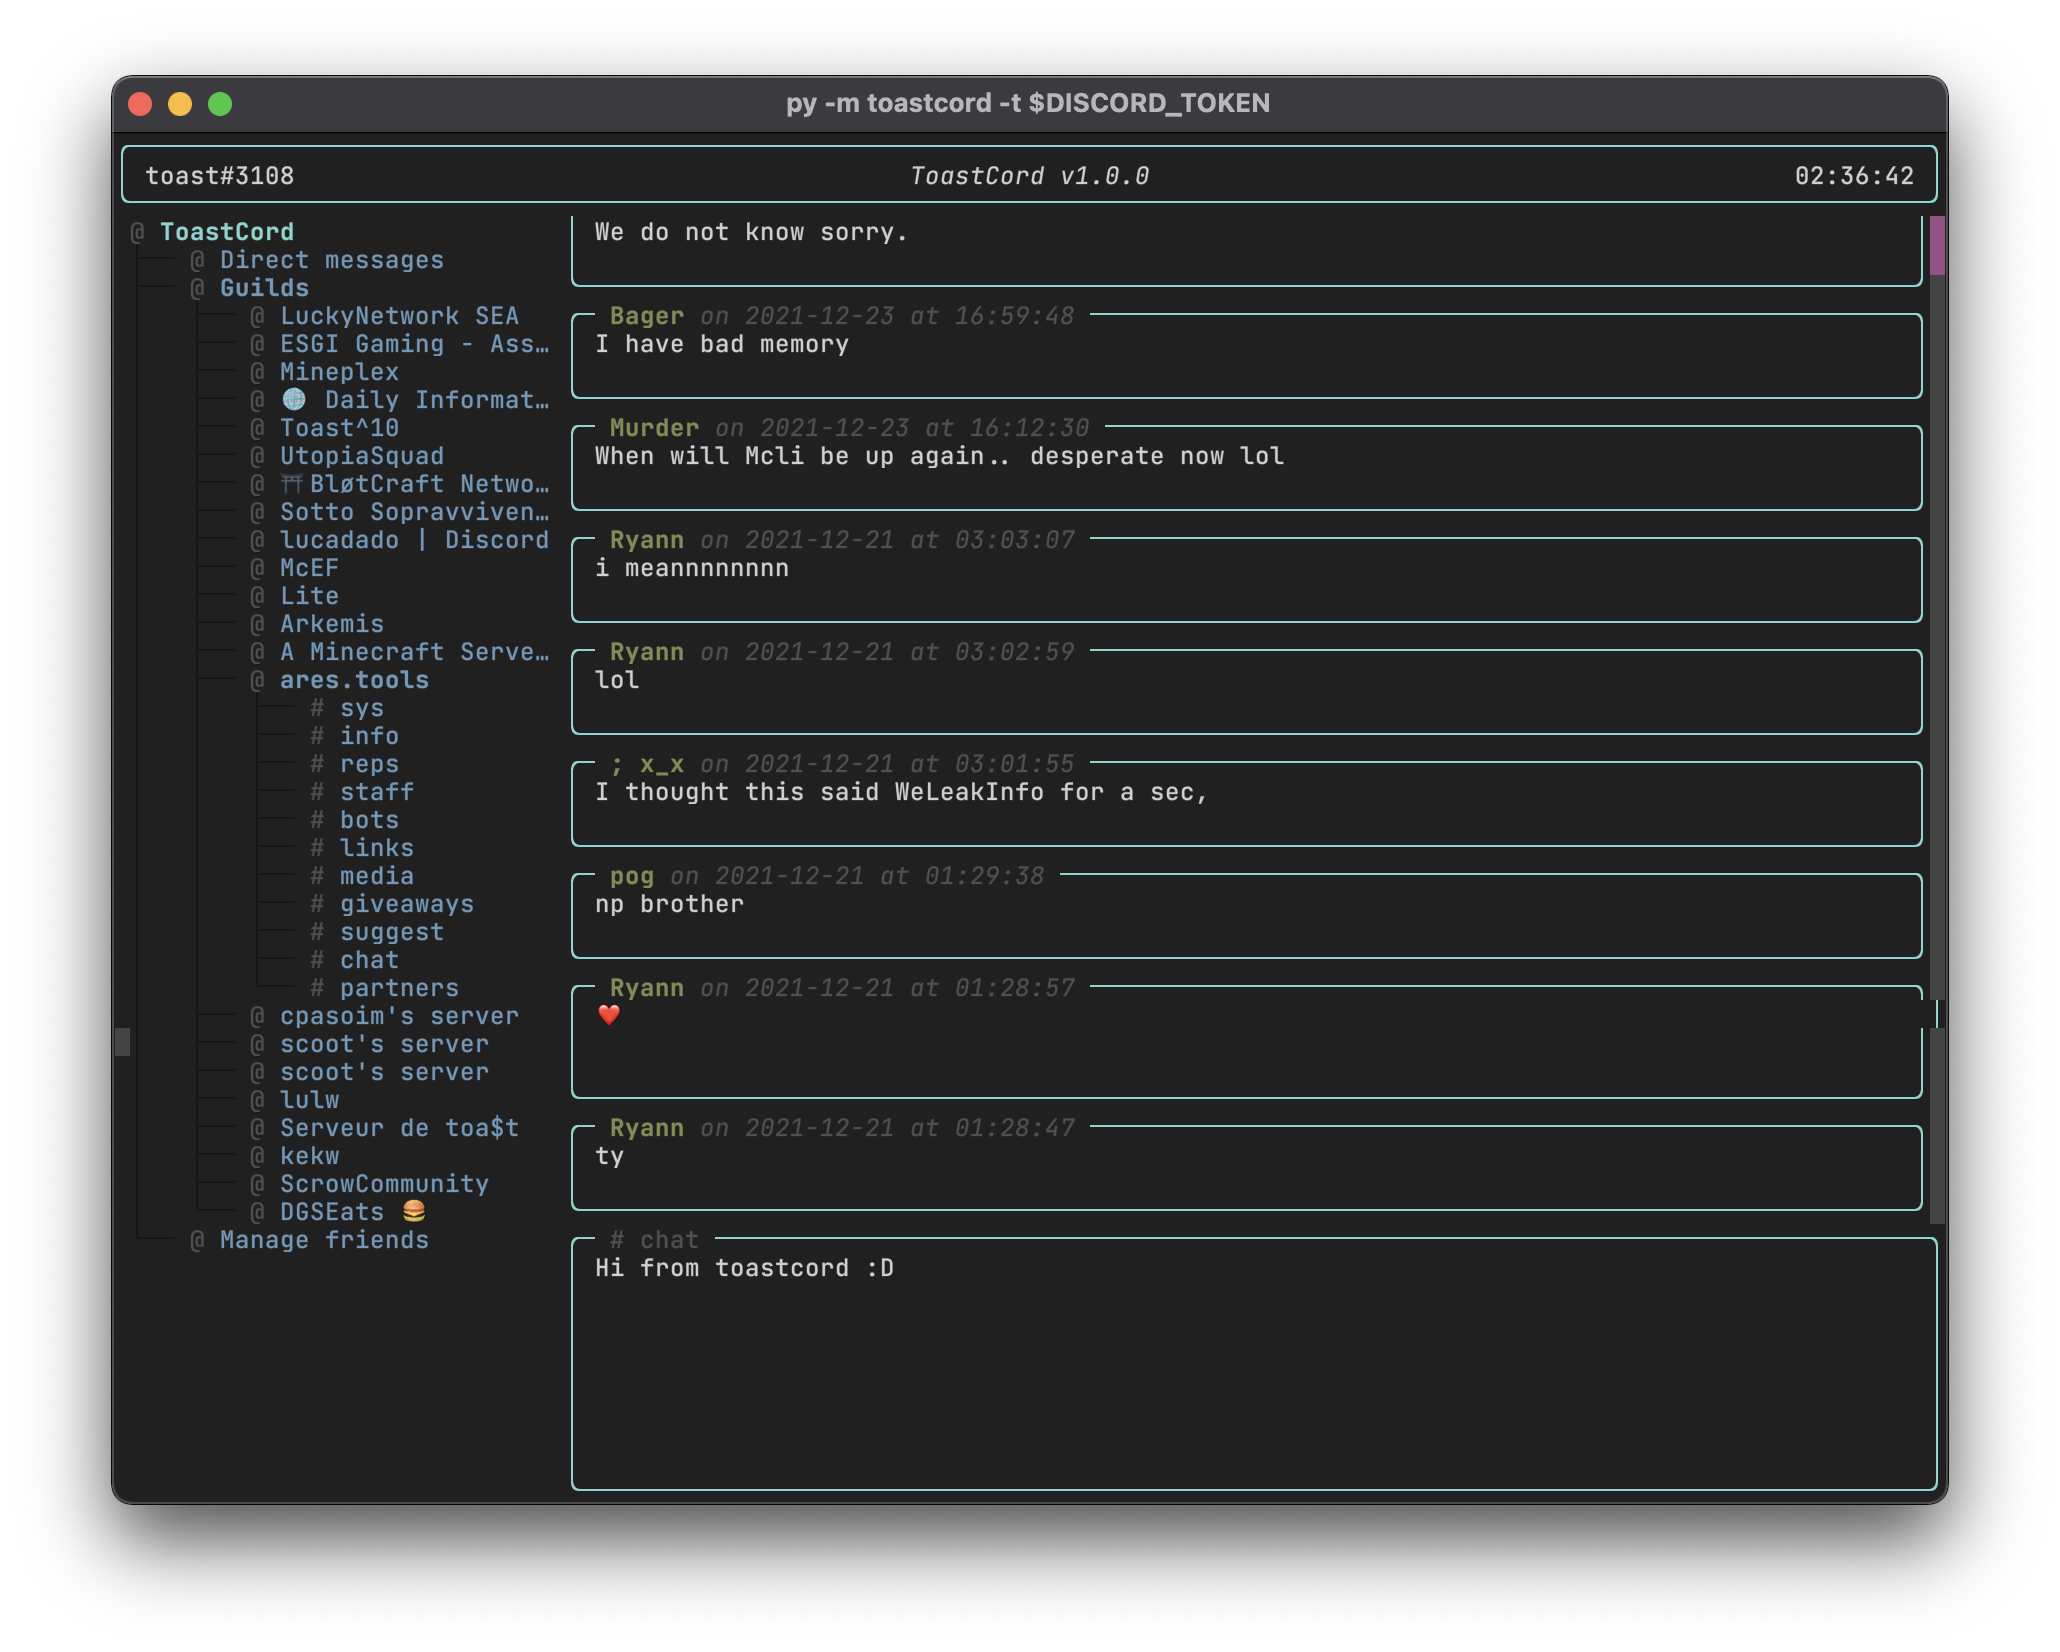 py -m toastcord -t $DISCORD_TOKEN
toast#3108
ToastCord v1.0.0
02:36:42
@ ToastCord
@ Direct messages
@ Guilds
@ LuckyNetwork SEA
@ ESGI Gaming - Ass…
@ Mineplex
@ 🌐 Daily Informat…
@ Toast^10
@ UtopiaSquad
@ ⛩BløtCraft Netwo…
@ Sotto Sopravviven…
@ lucadado | Discord
@ McEF
@ Lite
@ Arkemis
@ A Minecraft Serve…
@ ares.tools
# sys
# info
# reps
# staff
# bots
# links
# media
# giveaways
# suggest
# chat
# partners
@ cpasoim's server
@ scoot's server
@ scoot's server
@ lulw
@ Serveur de toa$t
@ kekw
@ ScrowCommunity
@ DGSEats 🍔
@ Manage friends
We do not know sorry.
Bager on 2021-12-23 at 16:59:48
I have bad memory
Murder on 2021-12-23 at 16:12:30
When will Mcli be up again.. desperate now lol
Ryann on 2021-12-21 at 03:03:07
i meannnnnnnn
Ryann on 2021-12-21 at 03:02:59
lol
; x_x on 2021-12-21 at 03:01:55
I thought this said WeLeakInfo for a sec,
pog on 2021-12-21 at 01:29:38
np brother
Ryann on 2021-12-21 at 01:28:57
❤️
Ryann on 2021-12-21 at 01:28:47
ty
# chat
Hi from toastcord :D